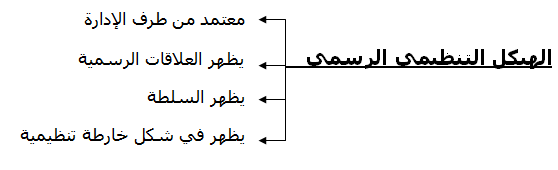 الهيكل التنظيمي الرسمي
معتمد من طرف الإدارة
يظهر العلاقات الرسمية
يظهر السلطة
يظهر في شكل خارطة تنظيمية